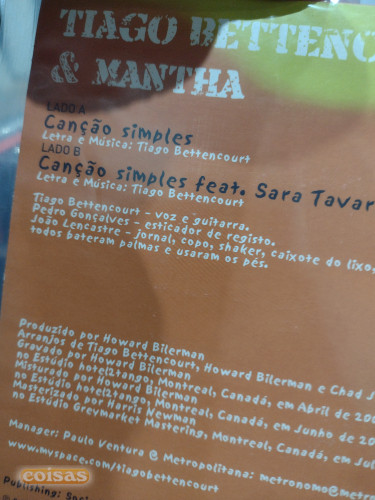 TIAGO BETTENC
& MANTHA
LADO A
Canção simples
Letra e Música: Tiago Bettencourt
LADO B
Canção simples feat. Sara Tavar
Letra e Música: Tiago Bettencourt
Tiago Bettencourt - voz e guitarra.
Pedro Gonçalves - esticador de registo.
João Lencastre - jornal, copo, shaker, caixote do lixo,
todos bateram palmas e usaram os pés.
Produzido por Howard Bilerman
Arranjos de Tiago Bettencourt, Howard Bilerman e Chad J
Gravado por Howard Bilerman
no Estúdio hotel2tango, Montreal, Canadá, em Abril de 200
Misturado por Howard Bilerman
no Estúdio hotel2tango, Montreal, Canadá, em Junho de 20
Masterizado por Harris Newman
no Estúdio Greymarket Mastering, Montreal, Canadá, em Jul
Manager: Paulo Ventura @ Metropolitana: metronomo@metr
www.myspace.com/tiagobettencourt
coisas
Publishing: